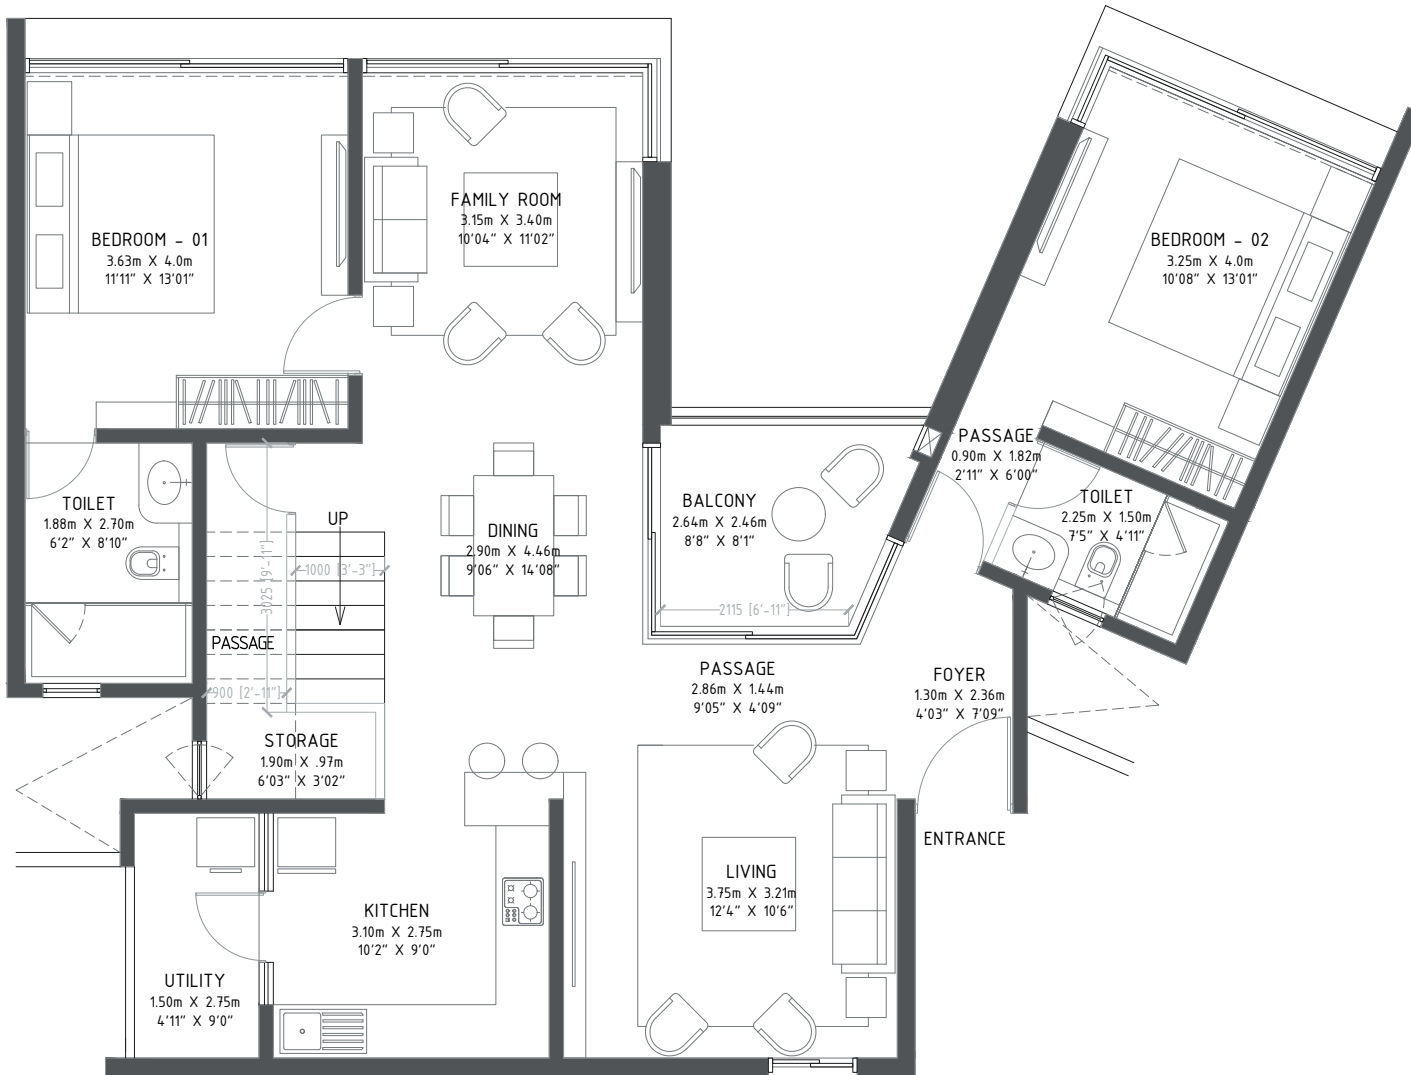 FAMILY ROOM
3.15m X 3.40m
10'04" X 11'02"
BEDROOM - 01
3.63m X 4.0m
11'11" X 13'01"
BEDROOM - 02
3.25m X 4.0m
10'08" X 13'01"
PASSAGE
0.90m X 1.82m
2'11" X 6'00"
TOILET
1.88m X 2.70m
6'2" X 8'10"
UP
DINING
2.90m X 4.46m
9'06" X 14'08"
BALCONY
2.64m X 2.46m
8'8" X 8'1"
TOILET
2.25m X 1.50m
7'5" X 4'11"
1000 [3'-3"]
3025 [9'-11"]
2115 [6'-11"]
PASSAGE
900 [2'-11"]
PASSAGE
2.86m X 1.44m
9'05" X 4'09"
FOYER
1.30m X 2.36m
4'03" X 7'09"
STORAGE
1.90m X .97m
6'03" X 3'02"
ENTRANCE
LIVING
3.75m X 3.21m
12'4" X 10'6"
KITCHEN
3.10m X 2.75m
10'2" X 9'0"
UTILITY
1.50m X 2.75m
4'11" X 9'0"